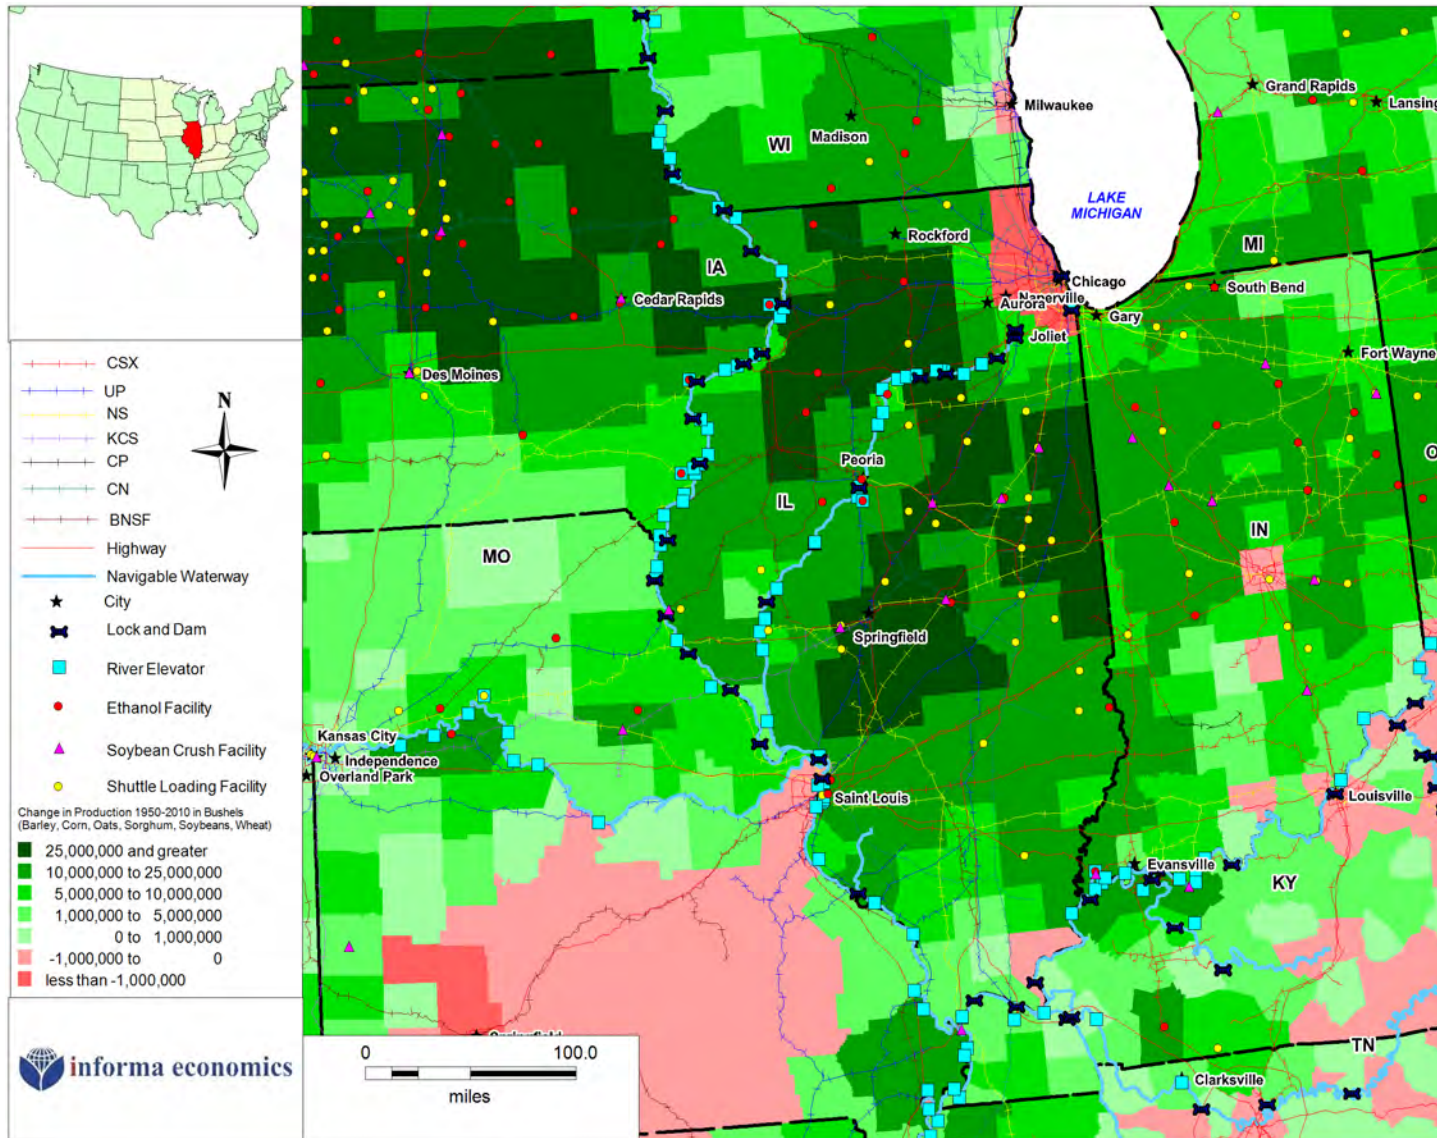 CSX
UP
NS
KCS
CP
CN
BNSF
Highway
Navigable Waterway
City
Lock and Dam
River Elevator
Ethanol Facility
Soybean Crush Facility
Shuttle Loading Facility
Change in Production 1950-2010 in Bushels
(Barley, Corn, Oats, Sorghum, Soybeans, Wheat)
25,000,000 and greater
10,000,000 to 25,000,000
5,000,000 to 10,000,000
1,000,000 to 5,000,000
0 to 1,000,000
-1,000,000 to 0
less than -1,000,000
N
informa economics
Grand Rapids
Lansing
Milwaukee
Madison
WI
LAKE
MICHIGAN
MI
Rockford
IA
Chicago
South Bend
Cedar Rapids
Naperville
Aurora
Gary
Joliet
Fort Wayne
Des Moines
O
Peoria
IL
IN
MO
Springfield
Kansas City
Independence
Overland Park
Saint Louis
Louisville
Evansville
KY
TN
Clarksville
0 100.0
miles